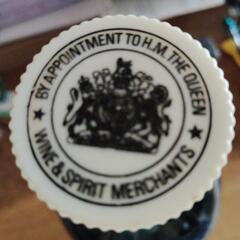 BY APPOINTMENT TO H.M. THE QUEEN
WINE & SPIRIT MERCHANTS